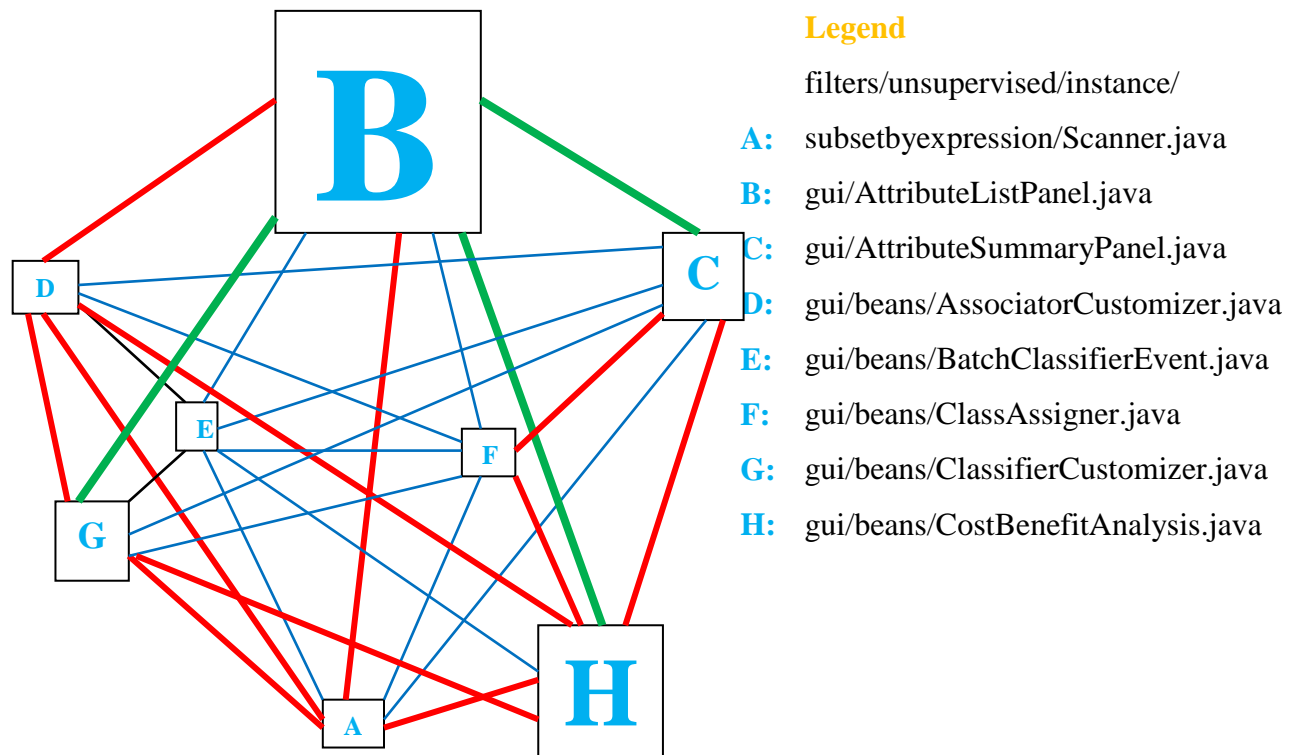 B
D
C
E
F
G
A
H
Legend
filters/unsupervised/instance/
A: subsetbyexpression/Scanner.java
B: gui/AttributeListPanel.java
C: gui/AttributeSummaryPanel.java
D: gui/beans/AssociatorCustomizer.java
E: gui/beans/BatchClassifierEvent.java
F: gui/beans/ClassAssigner.java
G: gui/beans/ClassifierCustomizer.java
H: gui/beans/CostBenefitAnalysis.java